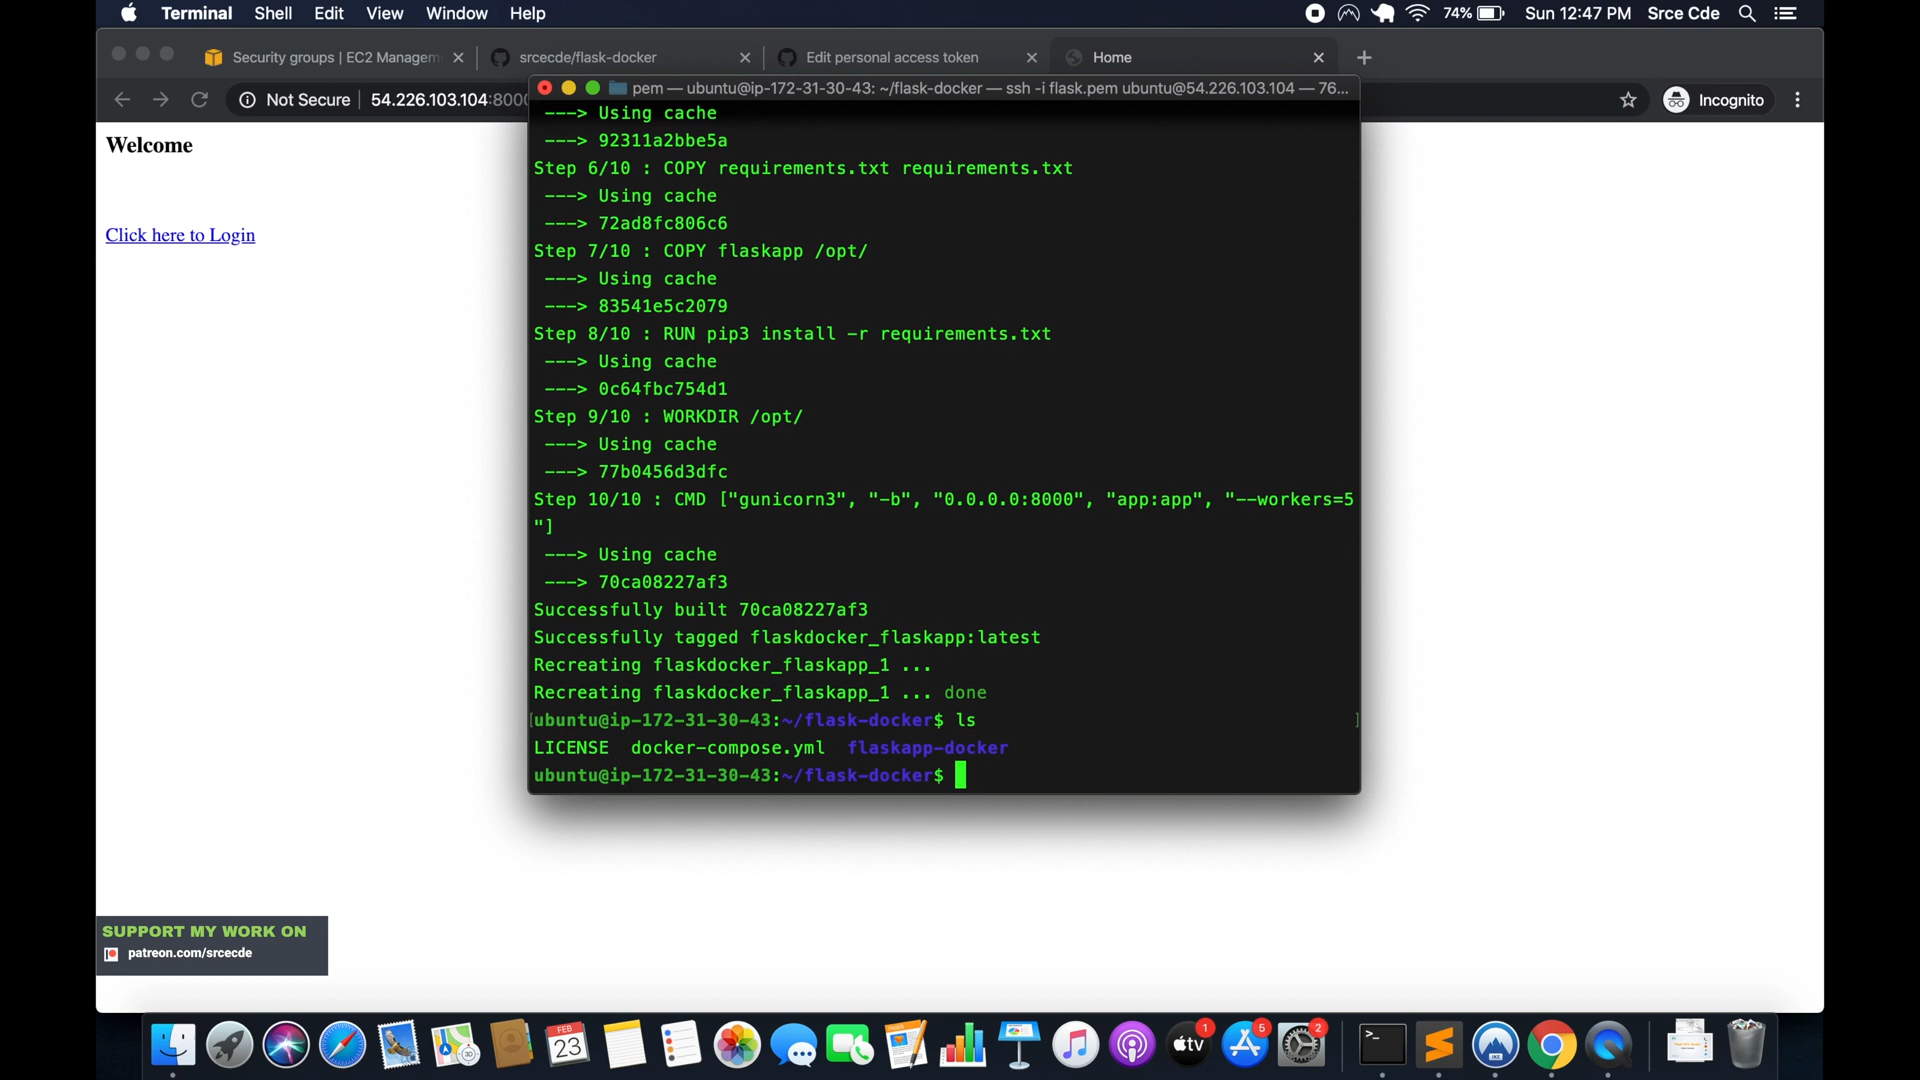 Terminal Shell Edit View Window Help 74% Sun 12:47 PM Srce Cde
Security groups | EC2 Managem srcecde/flask-docker Edit personal access token Home
pem — ubuntu@ip-172-31-30-43: ~/flask-docker — ssh -i flask.pem ubuntu@54.226.103.104 — 76...
Not Secure 54.226.103.104:8000 Incognito
Welcome
Click here to Login
---> Using cache
---> 92311a2bbe5a
Step 6/10 : COPY requirements.txt requirements.txt
---> Using cache
---> 72ad8fc806c6
Step 7/10 : COPY flaskapp /opt/
---> Using cache
---> 83541e5c2079
Step 8/10 : RUN pip3 install -r requirements.txt
---> Using cache
---> 0c64fbc754d1
Step 9/10 : WORKDIR /opt/
---> Using cache
---> 77b0456d3dfc
Step 10/10 : CMD ["gunicorn3", "-b", "0.0.0.0:8000", "app:app", "--workers=5
"]
---> Using cache
---> 70ca08227af3
Successfully built 70ca08227af3
Successfully tagged flaskdocker_flaskapp:latest
Recreating flaskdocker_flaskapp_1 ...
Recreating flaskdocker_flaskapp_1 ... done
[ubuntu@ip-172-31-30-43:~/flask-docker$ ls ]
LICENSE docker-compose.yml flaskapp-docker
ubuntu@ip-172-31-30-43:~/flask-docker$
SUPPORT MY WORK ON
patreon.com/srcecde
FEB
23
tv
1
5
2